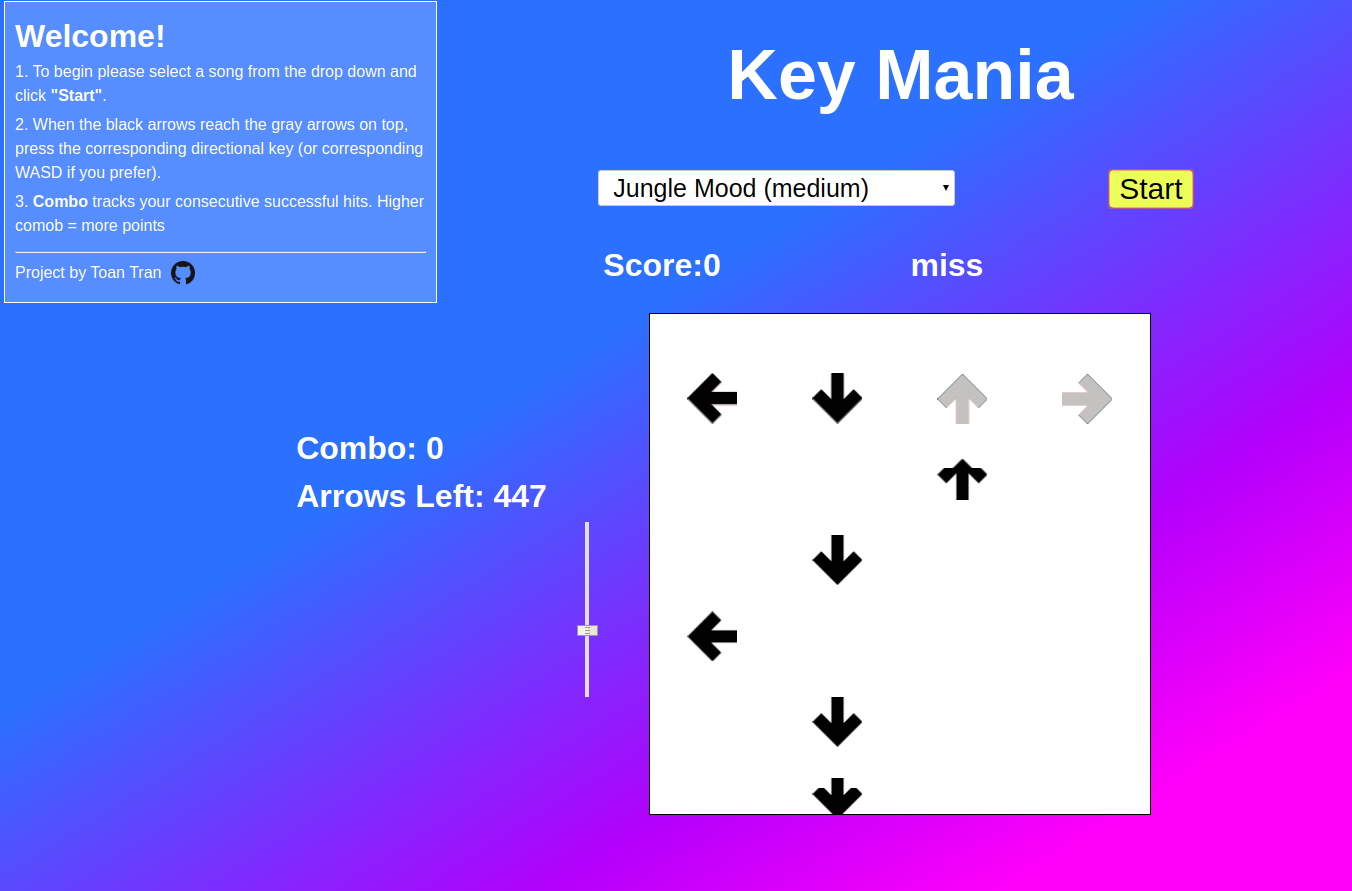 Welcome!
1. To begin please select a song from the drop down and
click "Start".
2. When the black arrows reach the gray arrows on top,
press the corresponding directional key (or corresponding
WASD if you prefer).
3. Combo tracks your consecutive successful hits. Higher
comob = more points
Project by Toan Tran
Key Mania
Jungle Mood (medium)
Start
Score:0
miss
Combo: 0
Arrows Left: 447